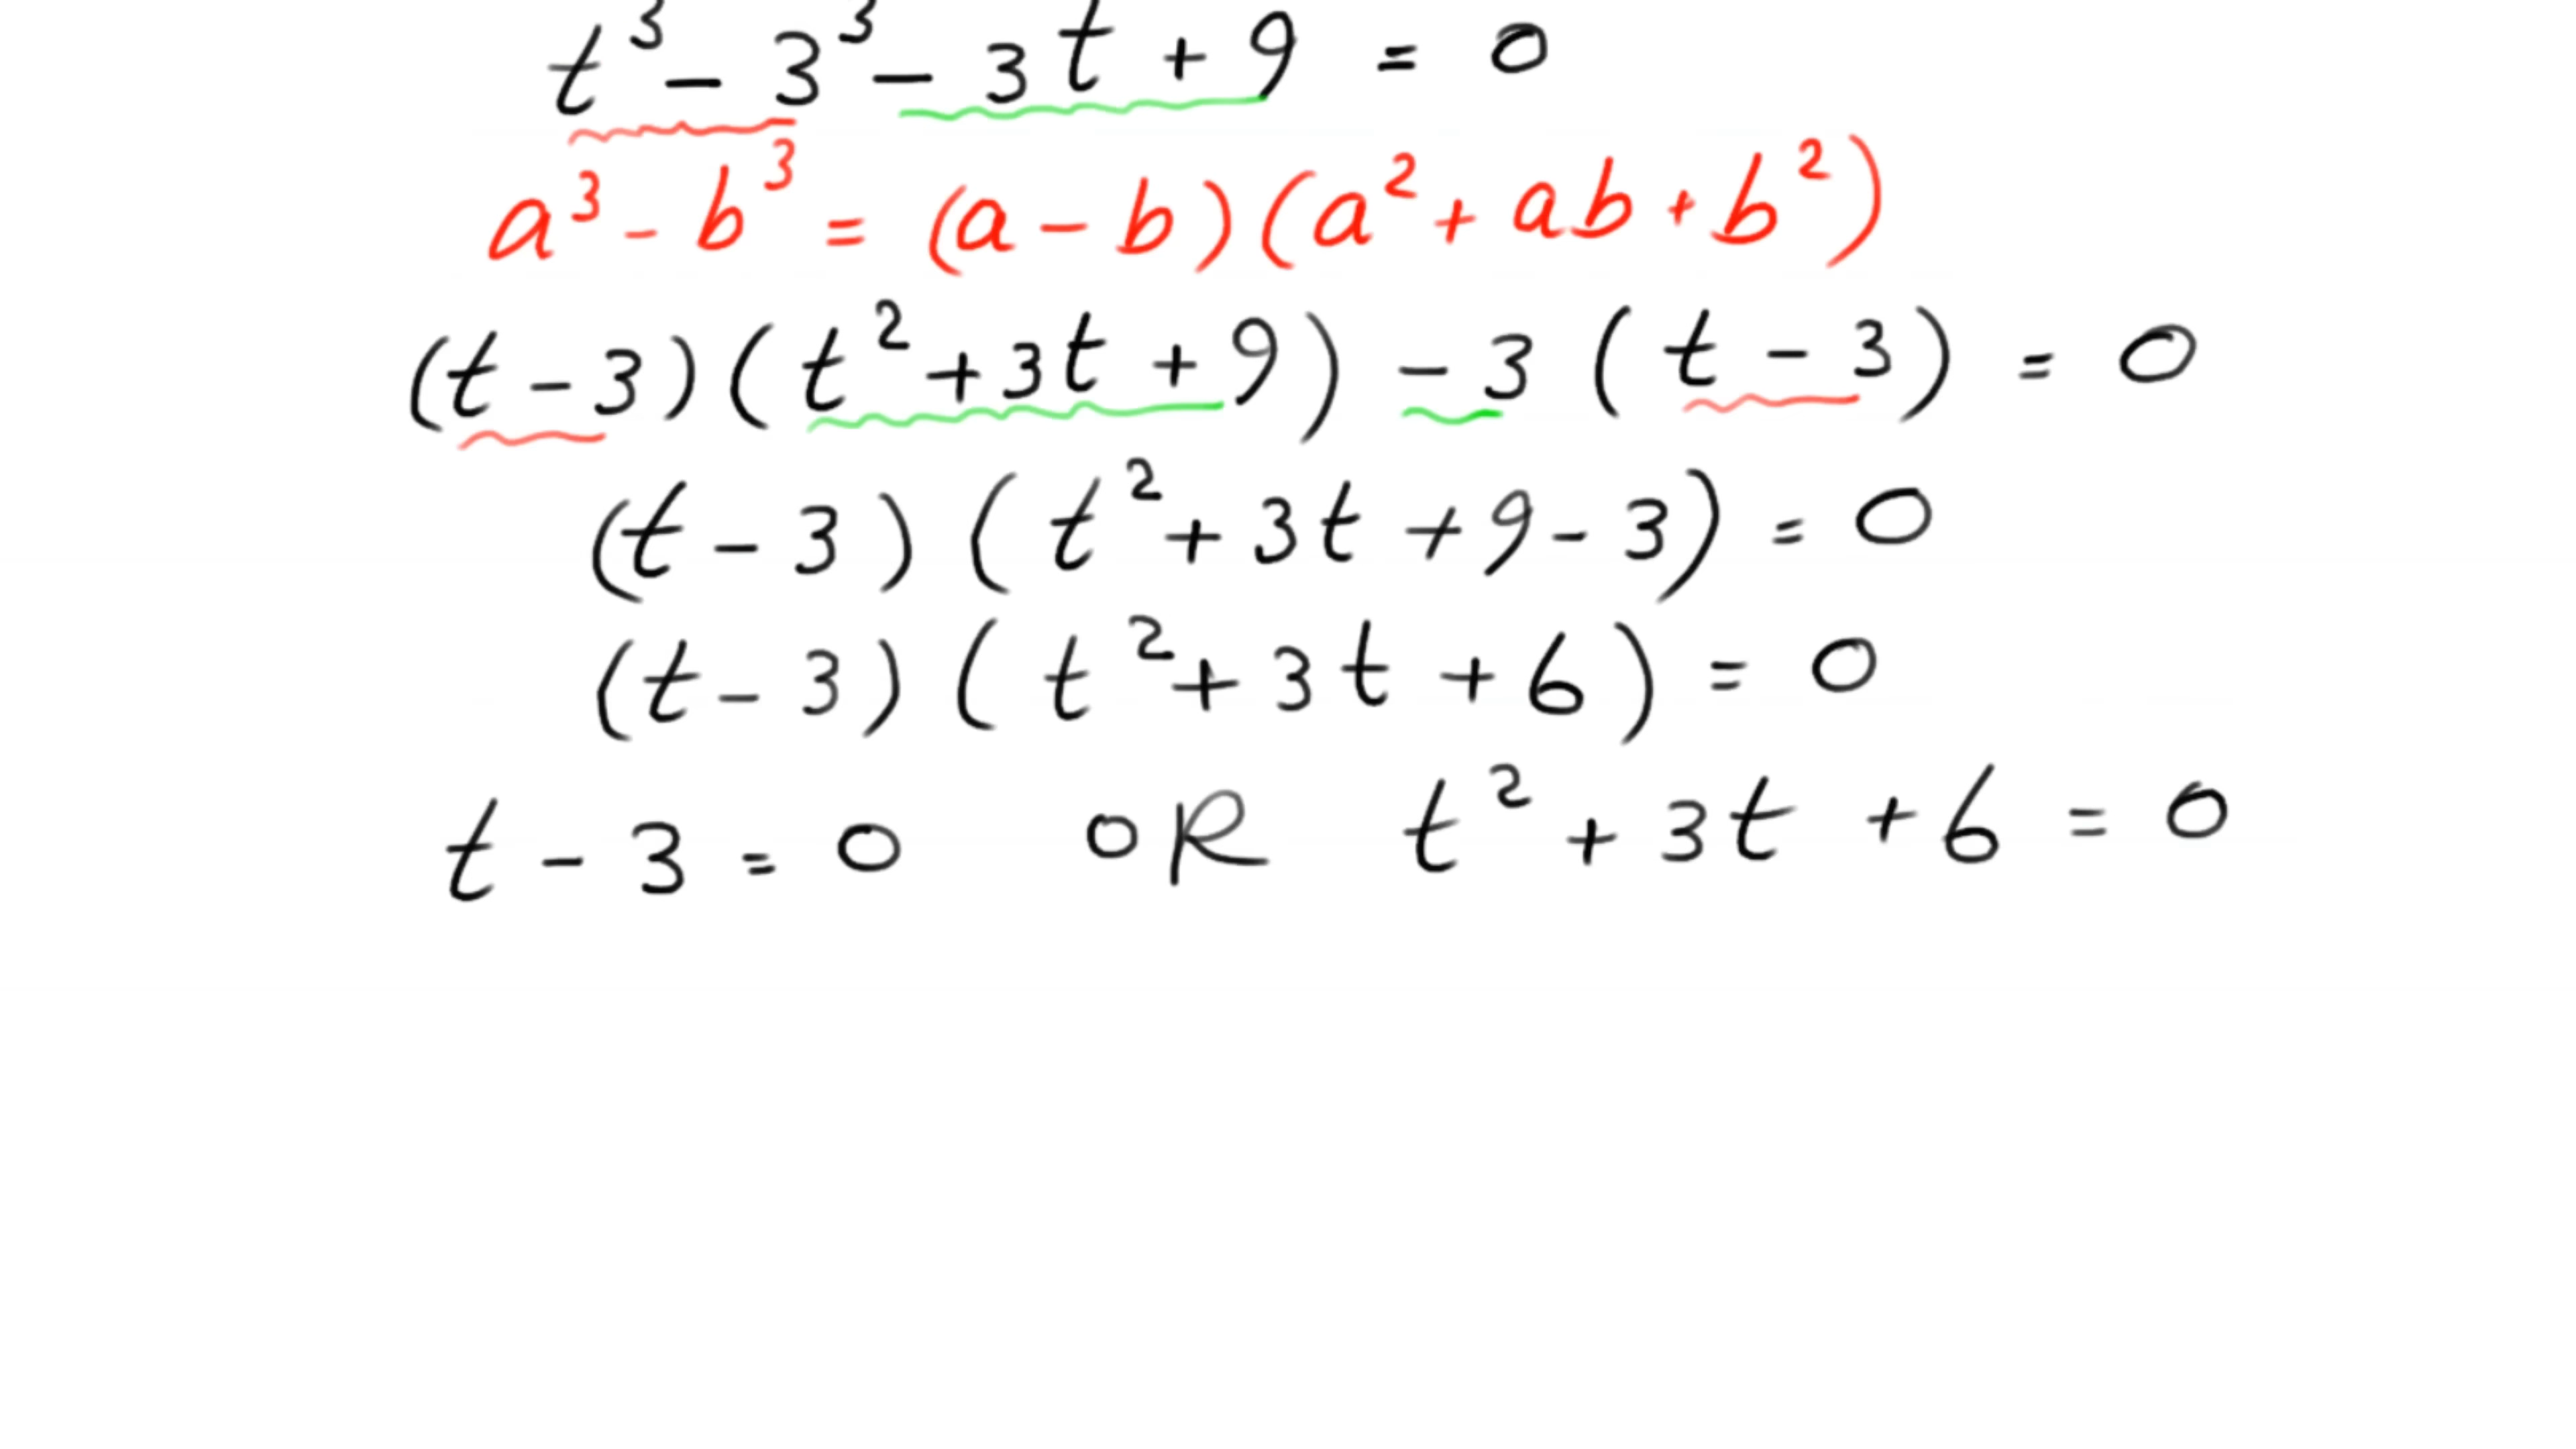 t³ - 3³ - 3t + 9 = 0
a³ - b³ = (a - b)(a² + ab + b²)
(t - 3)(t² + 3t + 9) - 3(t - 3) = 0
(t - 3)(t² + 3t + 9 - 3) = 0
(t - 3)(t² + 3t + 6) = 0
t - 3 = 0 OR t² + 3t + 6 = 0